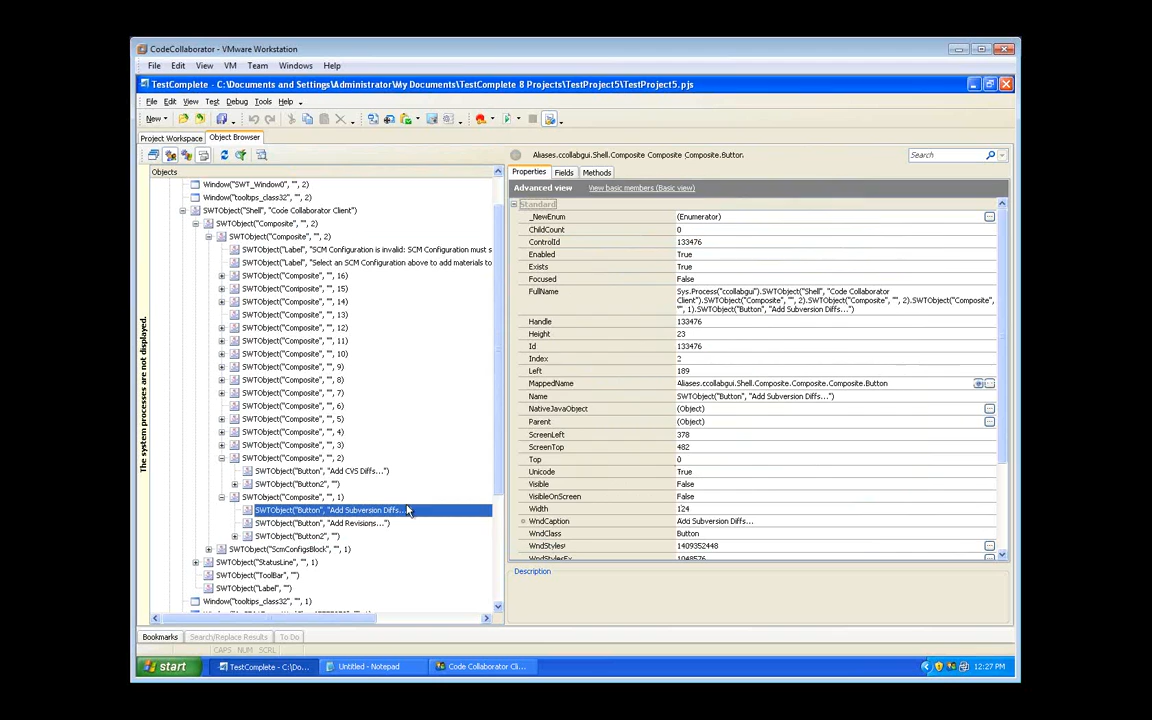 CodeCollaborator - VMware Workstation
File Edit View VM Team Windows Help
TestComplete - C:\Documents and Settings\Administrator\My Documents\TestComplete 8 Projects\TestProject5\TestProject5.pjs
File Edit View Test Debug Tools Help
New
Project Workspace Object Browser
Aliases.ccollabgui.Shell.Composite Composite Composite.Button.
Search
Objects
Properties Fields Methods
Advanced view View basic members (Basic view)
The system processes are not displayed.
Window("SWT_Window0", "", 2)
Window("tooltips_class32", "", 2)
SWTObject("Shell", "Code Collaborator Client")
SWTObject("Composite", "", 2)
SWTObject("Composite", "", 2)
SWTObject("Label", "SCM Configuration is invalid: SCM Configuration must s
SWTObject("Label", "Select an SCM Configuration above to add materials to
SWTObject("Composite", "", 16)
SWTObject("Composite", "", 15)
SWTObject("Composite", "", 14)
SWTObject("Composite", "", 13)
SWTObject("Composite", "", 12)
SWTObject("Composite", "", 11)
SWTObject("Composite", "", 10)
SWTObject("Composite", "", 9)
SWTObject("Composite", "", 8)
SWTObject("Composite", "", 7)
SWTObject("Composite", "", 6)
SWTObject("Composite", "", 5)
SWTObject("Composite", "", 4)
SWTObject("Composite", "", 3)
SWTObject("Composite", "", 2)
SWTObject("Button", "Add CVS Diffs...")
SWTObject("Button2", "")
SWTObject("Composite", "", 1)
SWTObject("Button", "Add Subversion Diffs...
SWTObject("Button", "Add Revisions...")
SWTObject("Button2", "")
SWTObject("ScmConfigsBlock", "", 1)
SWTObject("StatusLine", "", 1)
SWTObject("ToolBar", "")
SWTObject("Label", "")
Window("tooltips_class32", "", 1)
Standard
_NewEnum (Enumerator)
ChildCount 0
ControlId 133476
Enabled True
Exists True
Focused False
FullName Sys.Process("ccollabgui").SWTObject("Shell", "Code Collaborator
Client").SWTObject("Composite", "", 2).SWTObject("Composite", "", 2).SWTObject("Composite",
"", 1).SWTObject("Button", "Add Subversion Diffs...")
Handle 133476
Height 23
Id 133476
Index 2
Left 189
MappedName Aliases.ccollabgui.Shell.Composite.Composite.Composite.Button
Name SWTObject("Button", "Add Subversion Diffs...")
NativeJavaObject (Object)
Parent (Object)
ScreenLeft 378
ScreenTop 482
Top 0
Unicode True
Visible False
VisibleOnScreen False
Width 124
WndCaption Add Subversion Diffs...
WndClass Button
WndStyles 1409352448
WndStylesEx 1048576
Description
Bookmarks Search/Replace Results To Do
CAPS NUM SCRL
start TestComplete - C:\Do... Untitled - Notepad Code Collaborator Cli... 12:27 PM